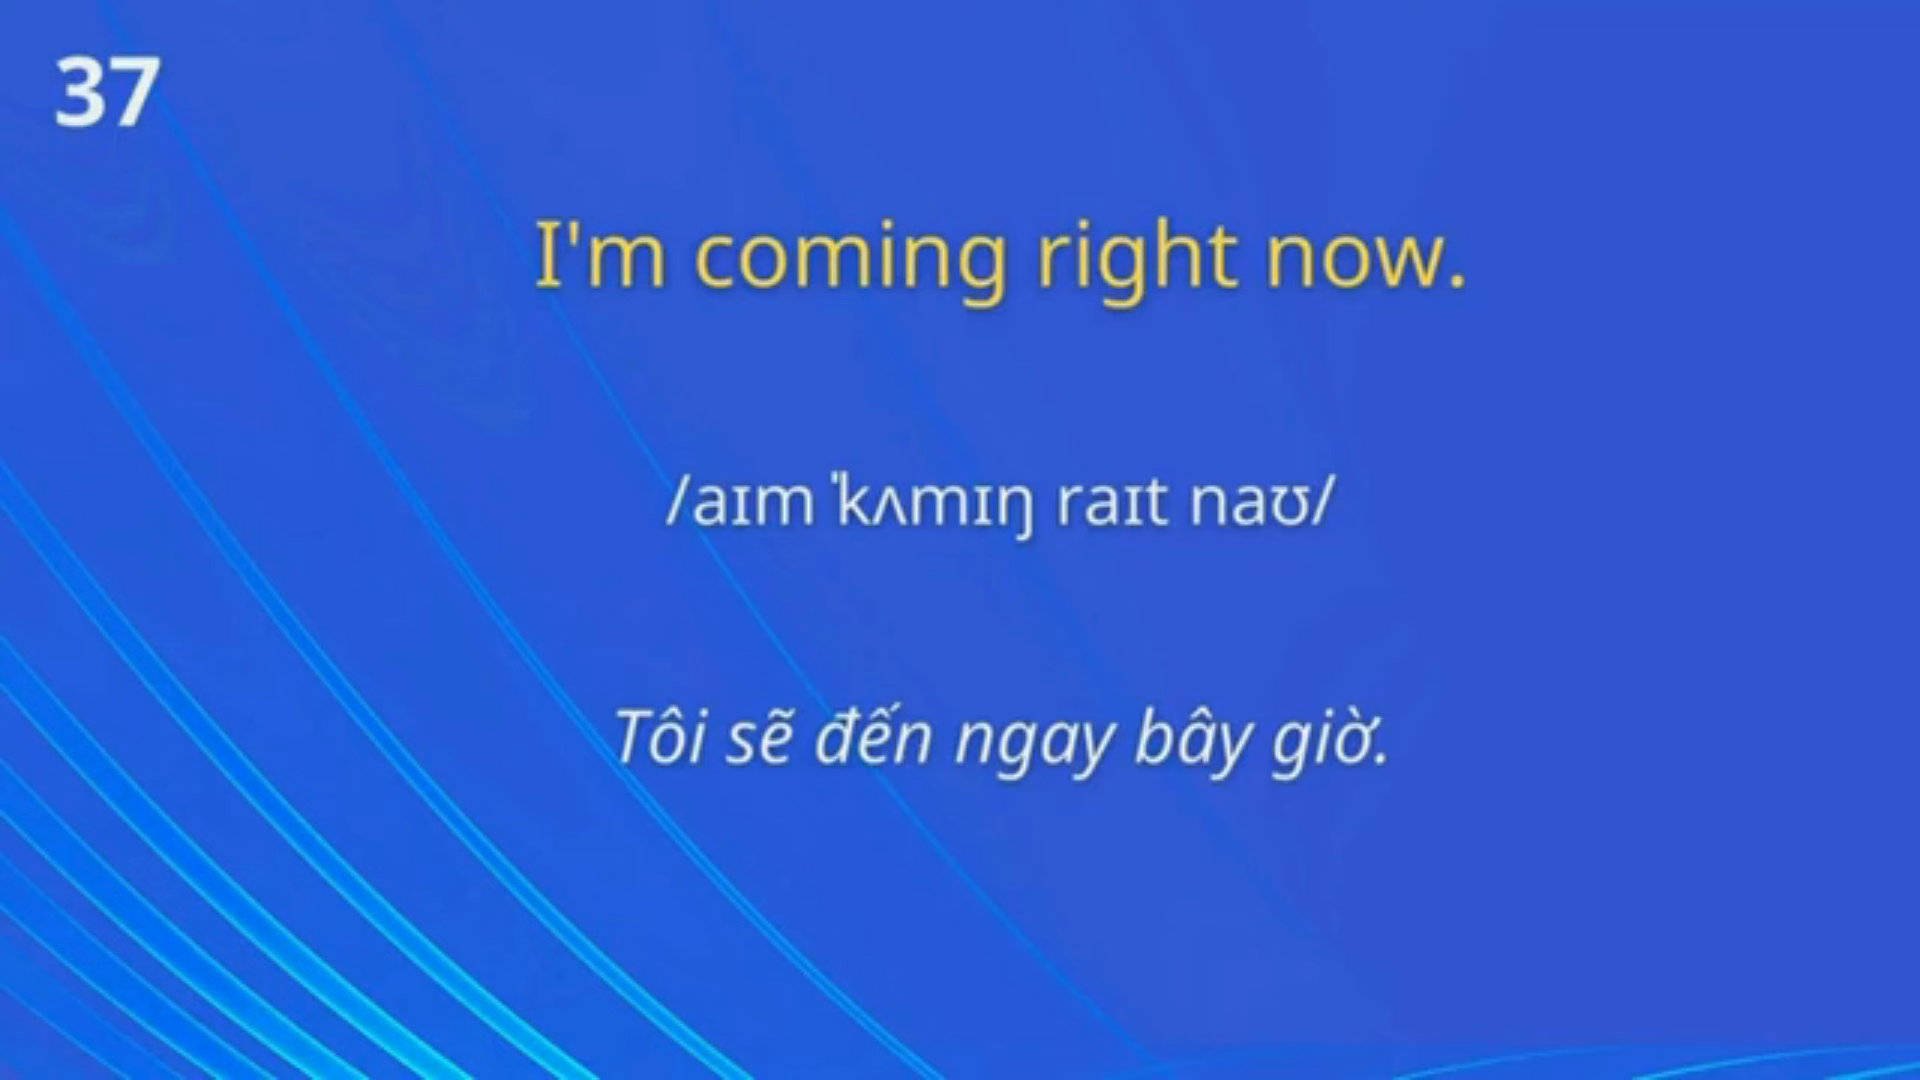 37
I'm coming right now.
/aɪm ˈkʌmɪŋ raɪt naʊ/
Tôi sẽ đến ngay bây giờ.